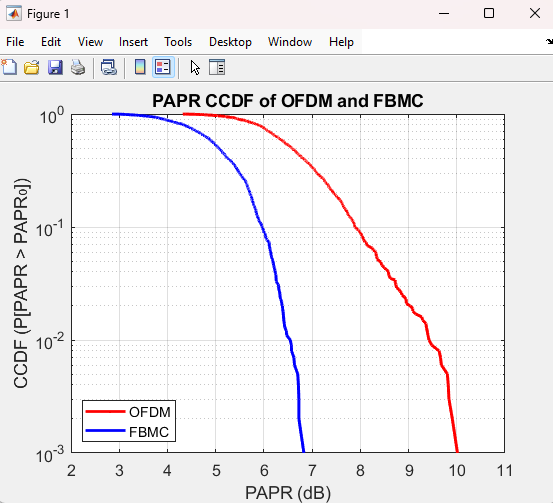 Figure 1
File Edit View Insert Tools Desktop Window Help
PAPR CCDF of OFDM and FBMC
CCDF (P[PAPR > PAPR₀])
10⁰
10⁻¹
10⁻²
10⁻³
OFDM
FBMC
2 3 4 5 6 7 8 9 10 11
PAPR (dB)